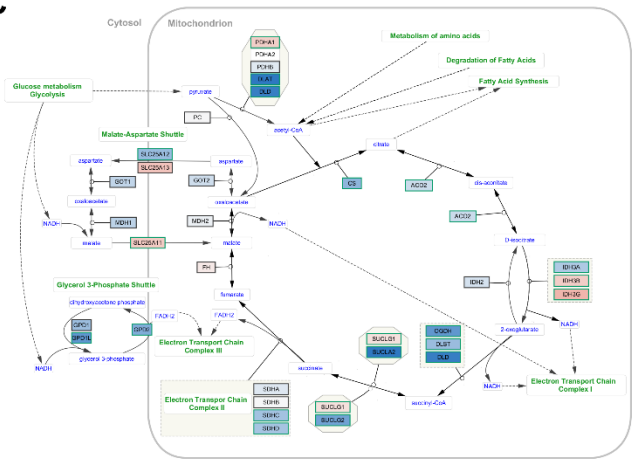 C
Cytosol
Mitochondrion
Metabolism of amino acids
Degradation of Fatty Acids
Fatty Acid Synthesis
Glucose metabolism
Glycolysis
pyruvate
PDHA1
PDHA2
PDHB
DLAT
DLD
PC
acetyl-CoA
citrate
Malate-Aspartate Shuttle
SLC25A12
SLC25A13
aspartate
aspartate
GOT1
GOT2
CS
ACO2
cis-aconitate
oxaloacetate
oxaloacetate
ACO2
NADH
MDH1
MDH2
NADH
malate
SLC25A11
malate
D-isocitrate
FH
IDH2
IDH3A
IDH3B
IDH3G
Glycerol 3-Phosphate Shuttle
fumarate
dihydroxyacetone phosphate
FADH2
FADH2
GPD1
GPD1L
GPD2
NADH
2-oxoglutarate
glycerol 3-phosphate
Electron Transport Chain
Complex III
SUCLG1
SUCLA2
OGDH
DLST
DLD
NADH
succinate
NADH
Electron Transport Chain
Complex I
Electron Transpor Chain
Complex II
SDHA
SDHB
SDHC
SDHD
SUCLG1
SUCLG2
succinyl-CoA